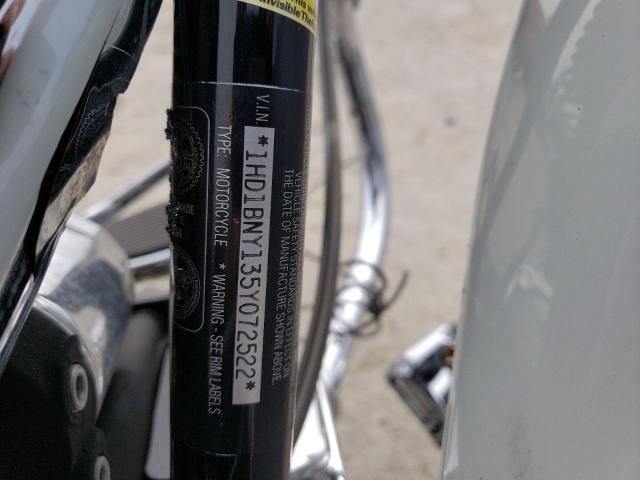 InvisibleThe
V.I.N.
*1HD1BNY135Y072522*
VEHICLE SAFETY STANDARDS IN EFFECT ON
THE DATE OF MANUFACTURE SHOWN ABOVE.
TYPE: MOTORCYCLE * WARNING - SEE RIM LABELS